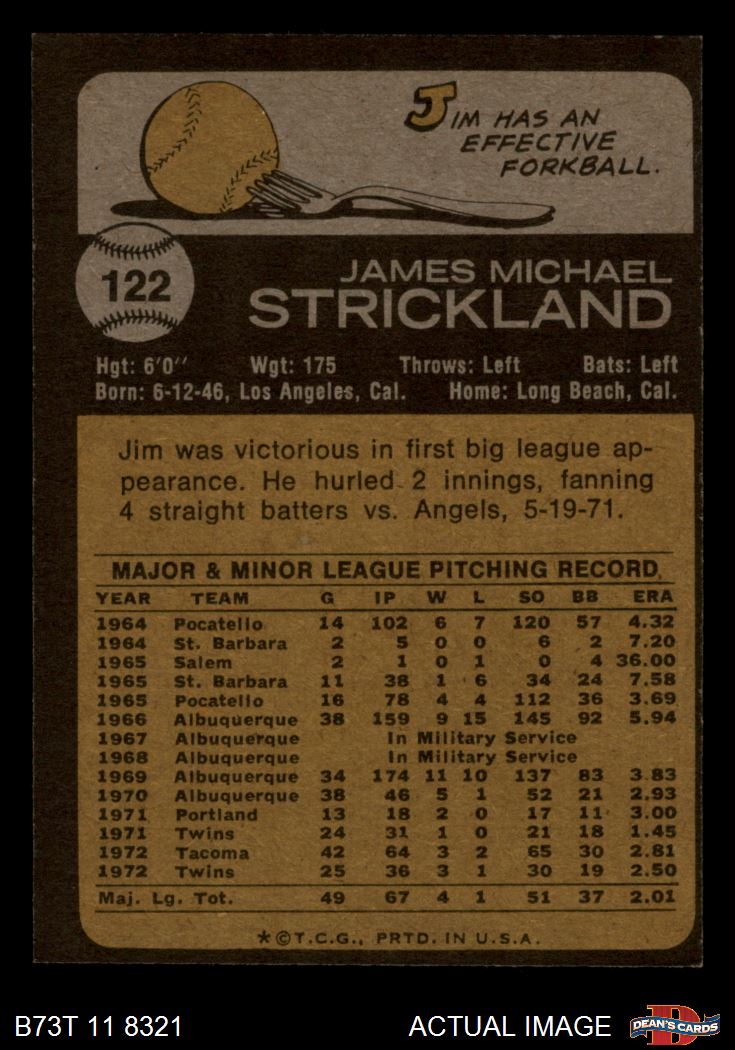 JIM HAS AN
EFFECTIVE
FORKBALL.
122
JAMES MICHAEL
STRICKLAND
Hgt: 6'0" Wgt: 175 Throws: Left Bats: Left
Born: 6-12-46, Los Angeles, Cal. Home: Long Beach, Cal.
Jim was victorious in first big league ap-
pearance. He hurled 2 innings, fanning
4 straight batters vs. Angels, 5-19-71.
MAJOR & MINOR LEAGUE PITCHING RECORD
YEAR TEAM G IP W L SO BB ERA
1964 Pocatello 14 102 6 7 120 57 4.32
1964 St. Barbara 2 5 0 0 6 2 7.20
1965 Salem 2 1 0 1 0 4 36.00
1965 St. Barbara 11 38 1 6 34 24 7.58
1965 Pocatello 16 78 4 4 112 36 3.69
1966 Albuquerque 38 159 9 15 145 92 5.94
1967 Albuquerque In Military Service
1968 Albuquerque In Military Service
1969 Albuquerque 34 174 11 10 137 83 3.83
1970 Albuquerque 38 46 5 1 52 21 2.93
1971 Portland 13 18 2 0 17 11 3.00
1971 Twins 24 31 1 0 21 18 1.45
1972 Tacoma 42 64 3 2 65 30 2.81
1972 Twins 25 36 3 1 30 19 2.50
Maj. Lg. Tot. 49 67 4 1 51 37 2.01
*©T.C.G., PRTD. IN U.S.A.
B73T 11 8321 ACTUAL IMAGE DEAN'S CARDS